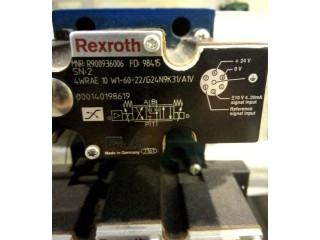 Rexroth
MNR: R900936006 FD: 98415
SN: 2
4WRAE 10 W1-60-22/G24N9K31/A1V
000140198619
+ 24 V
0 V
±10 V 4..20mA
signal input
Reference
signal Input
A B
P T
Made in Germany